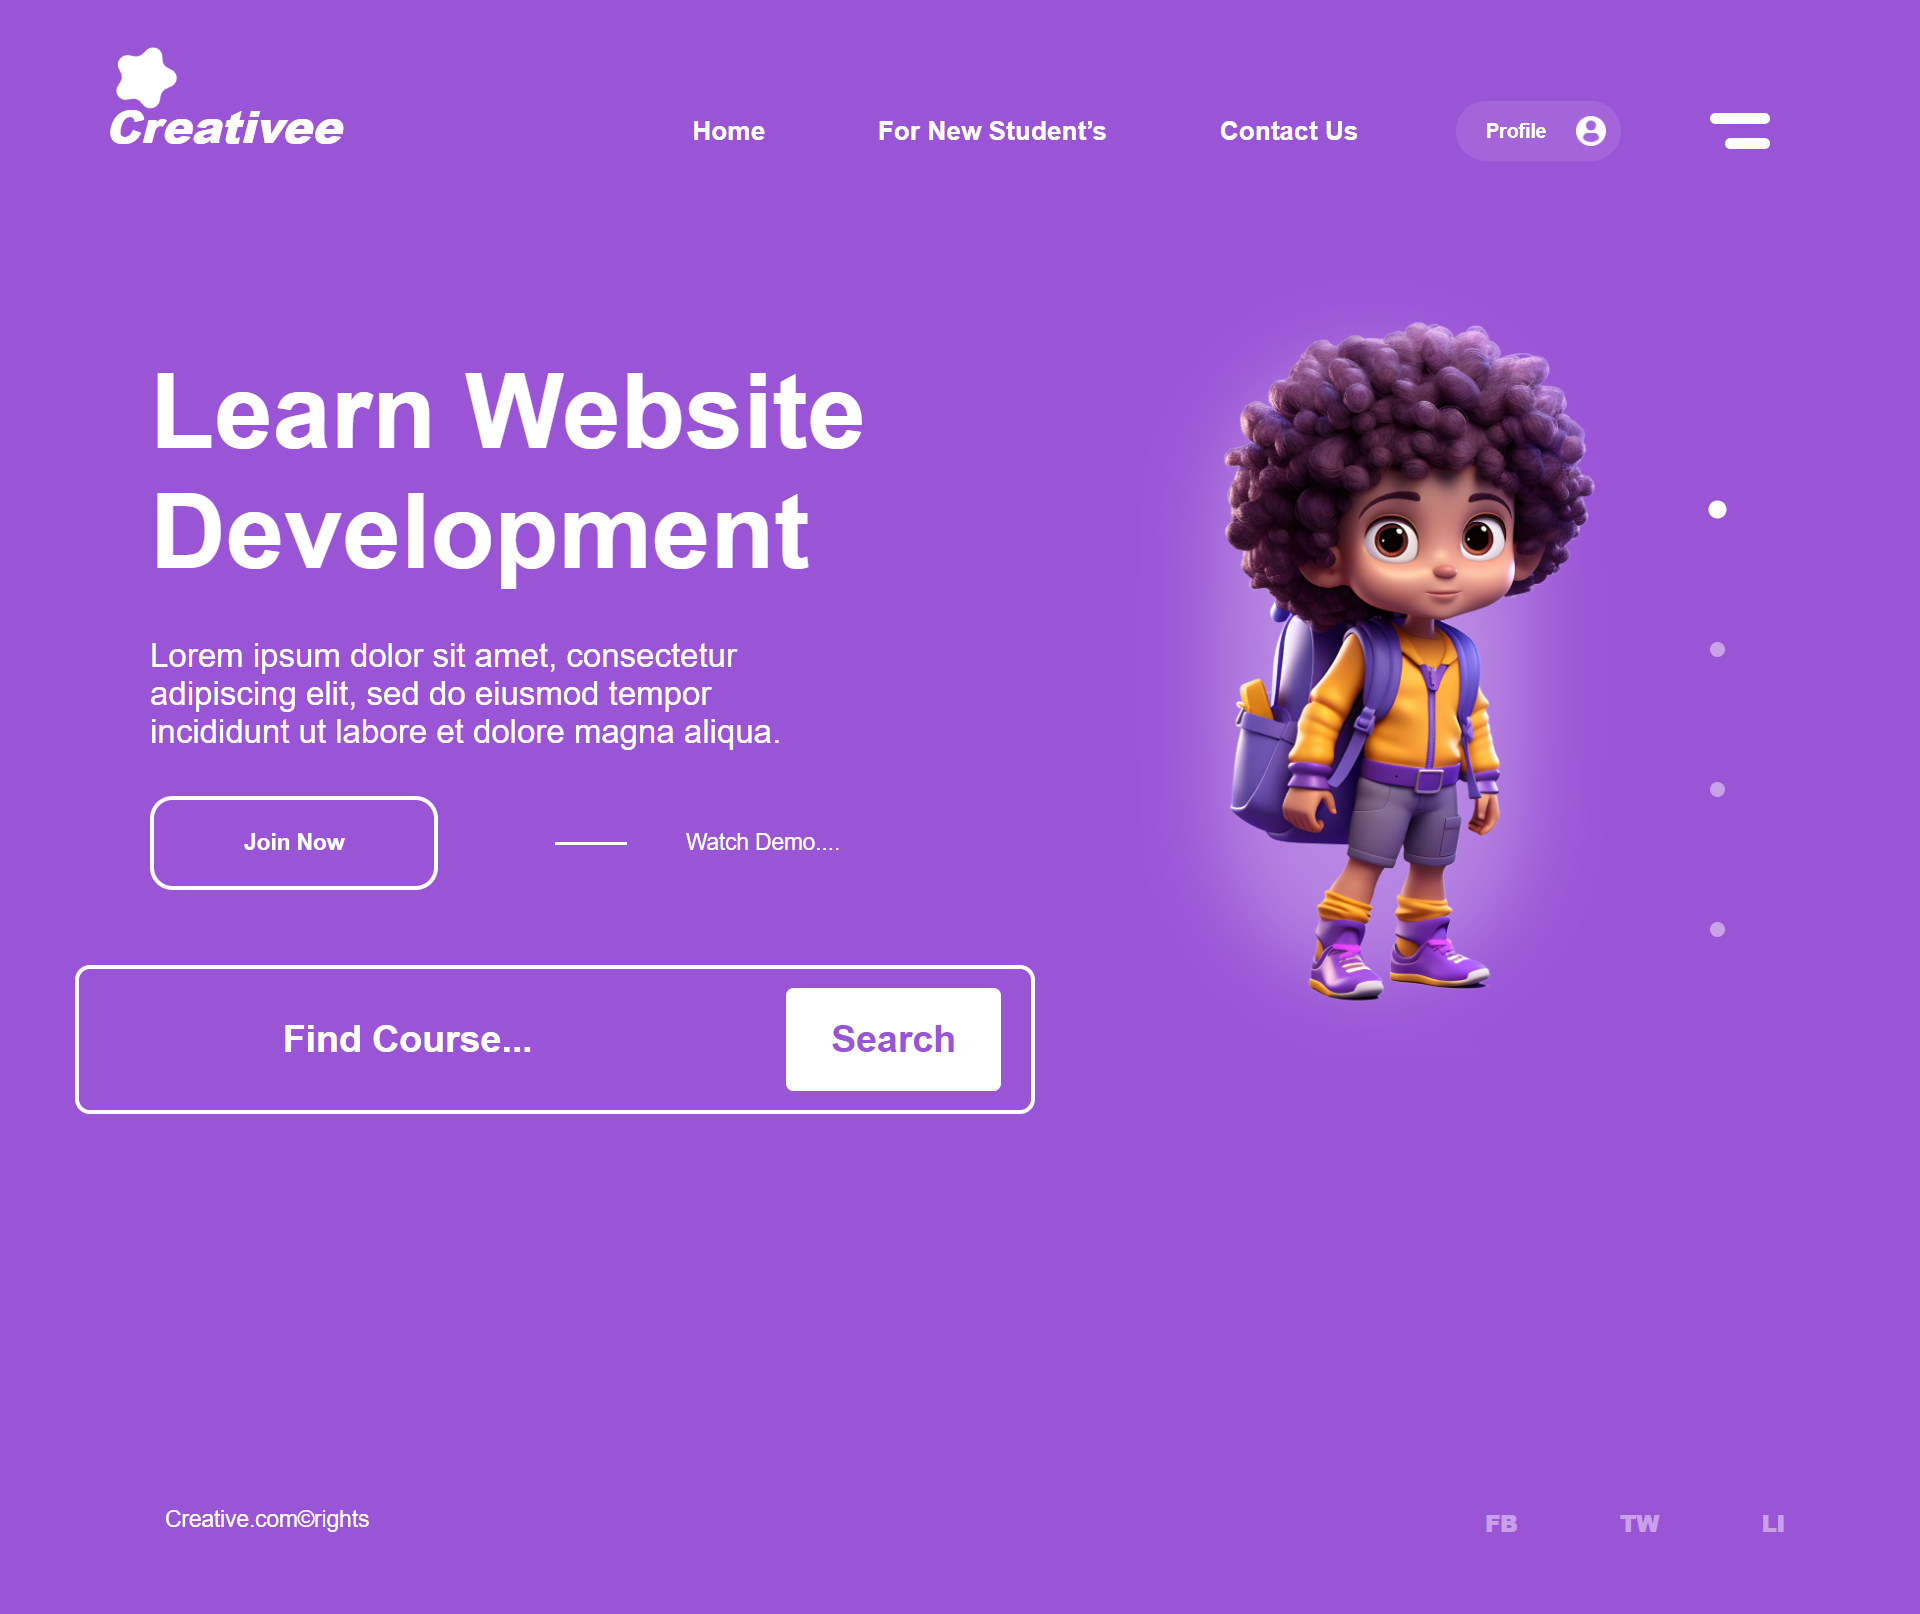 Creativee
Home
For New Student’s
Contact Us
Profile
Learn Website
Development
Lorem ipsum dolor sit amet, consectetur
adipiscing elit, sed do eiusmod tempor
incididunt ut labore et dolore magna aliqua.
Join Now
Watch Demo....
Find Course...
Search
Creative.com©rights
FB
TW
LI